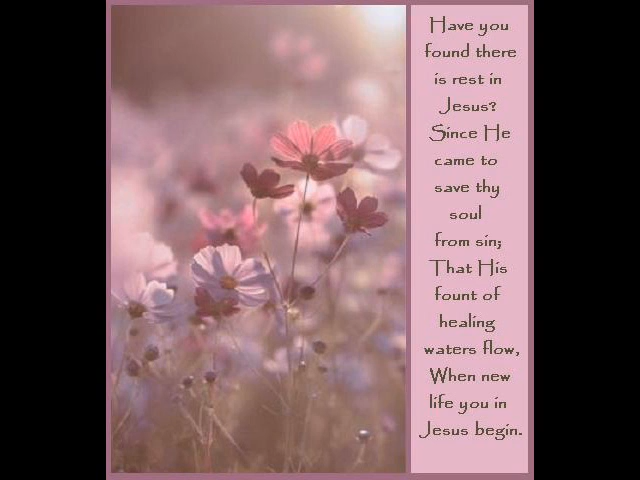 Have you
found there
is rest in
Jesus?
Since He
came to
save thy
soul
from sin;
That His
fount of
healing
waters flow,
When new
life you in
Jesus begin.